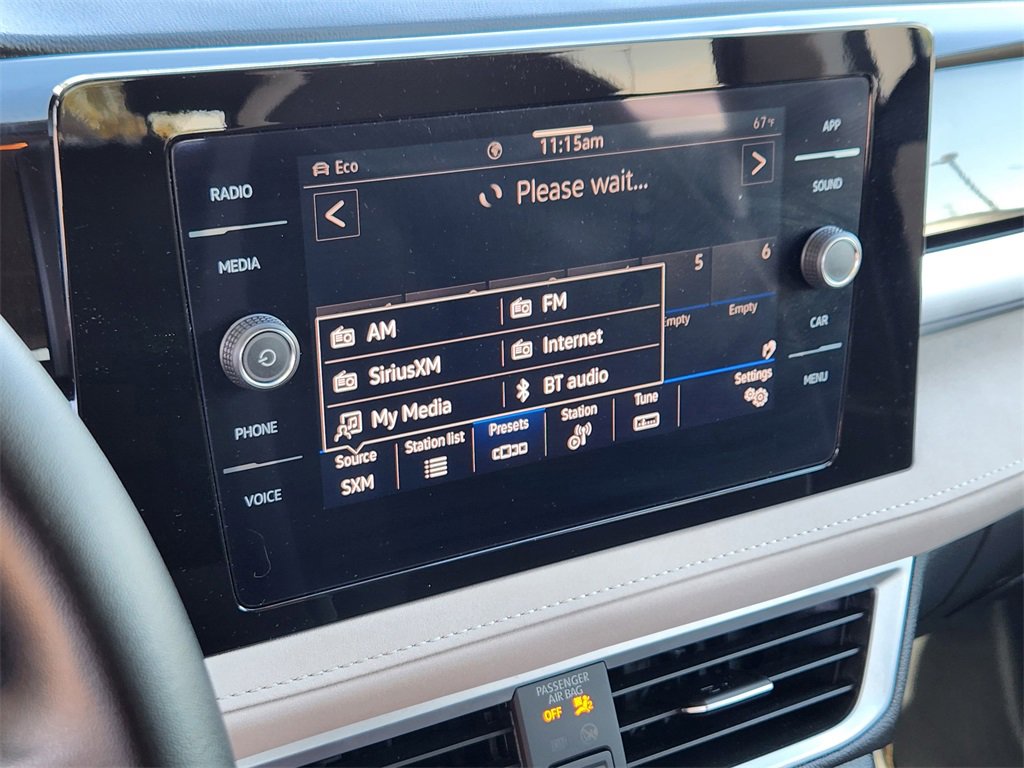 RADIO
MEDIA
PHONE
VOICE
Eco
11:15am
67°F
<
Please wait...
>
5
6
Empty
AM
FM
SiriusXM
Internet
My Media
BT audio
Source
SXM
Station list
Presets
Station
Tune
Settings
APP
SOUND
CAR
MENU
PASSENGER
AIR BAG
OFF